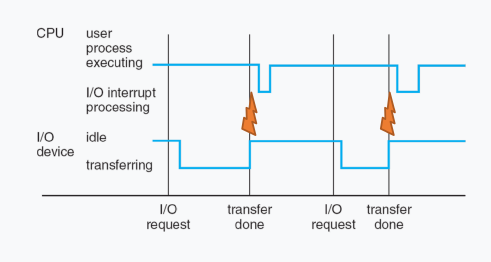 CPU
user
process
executing
I/O interrupt
processing
I/O
device
idle
transferring
I/O
request
transfer
done
I/O
request
transfer
done